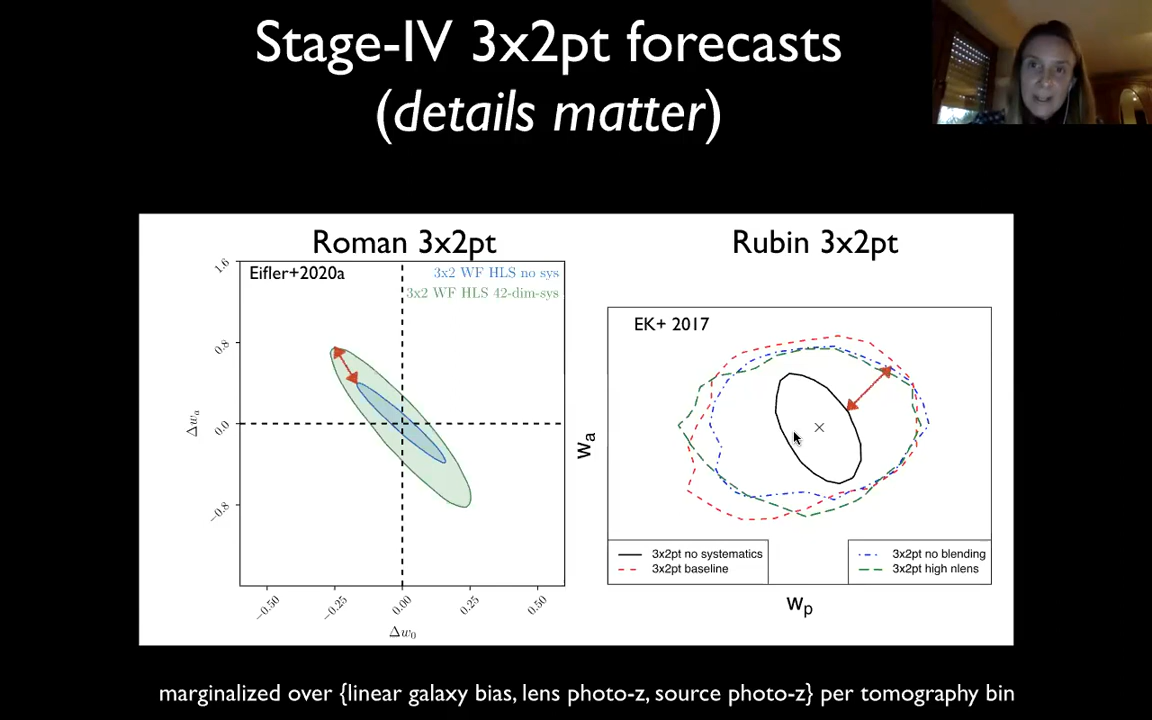 Stage-IV 3x2pt forecasts
(details matter)
Roman 3x2pt
Eifler+2020a
3x2 WF HLS no sys
3x2 WF HLS 42-dim-sys
1.6
0.8
0.0
−0.8
Δwₐ
−0.50
−0.25
0.00
0.25
0.50
Δw₀
Rubin 3x2pt
EK+ 2017
wₐ
3x2pt no systematics
3x2pt baseline
3x2pt no blending
3x2pt high nlens
wₚ
marginalized over {linear galaxy bias, lens photo-z, source photo-z} per tomography bin